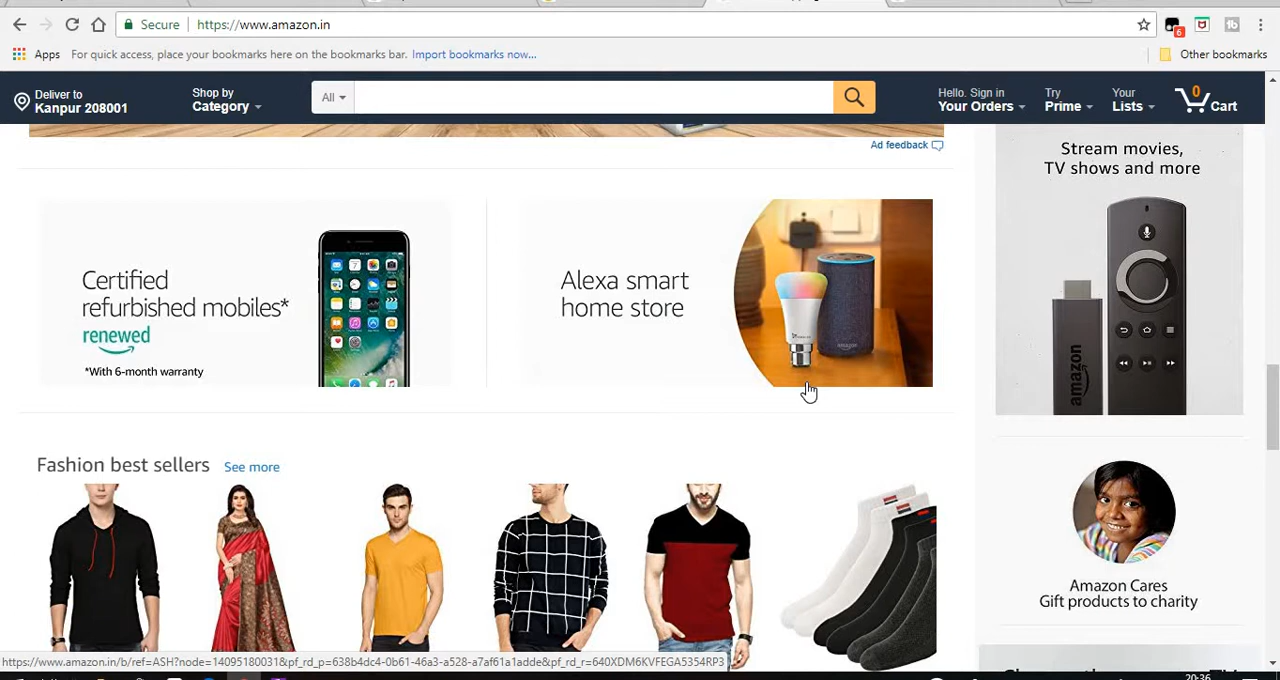 Secure
https://www.amazon.in
6
Apps
For quick access, place your bookmarks here on the bookmarks bar. Import bookmarks now...
Other bookmarks
Deliver to
Kanpur 208001
Shop by
Category
All
Hello. Sign in
Your Orders
Try
Prime
Your
Lists
0
Cart
Ad feedback
Stream movies,
TV shows and more
Certified
refurbished mobiles*
renewed
*With 6-month warranty
Alexa smart
home store
amazon
Fashion best sellers See more
Amazon Cares
Gift products to charity
https://www.amazon.in/b/ref=ASH?node=14095180031&pf_rd_p=638b4dc4-0b61-46a3-a528-a7af61a1adde&pf_rd_r=640XDM6KVFEGA5354RP3
20:36